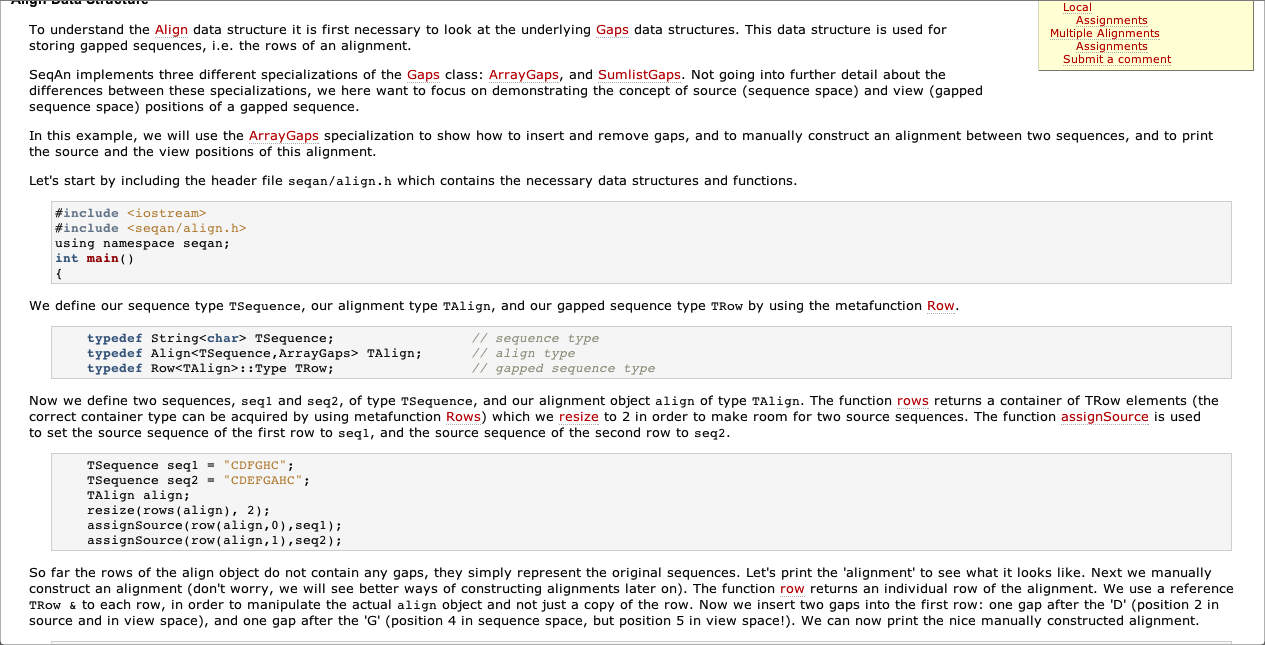 Align Data Structure
Local
Assignments
Multiple Alignments
Assignments
Submit a comment
To understand the Align data structure it is first necessary to look at the underlying Gaps data structures. This data structure is used for
storing gapped sequences, i.e. the rows of an alignment.
SeqAn implements three different specializations of the Gaps class: ArrayGaps, and SumlistGaps. Not going into further detail about the
differences between these specializations, we here want to focus on demonstrating the concept of source (sequence space) and view (gapped
sequence space) positions of a gapped sequence.
In this example, we will use the ArrayGaps specialization to show how to insert and remove gaps, and to manually construct an alignment between two sequences, and to print
the source and the view positions of this alignment.
Let's start by including the header file seqan/align.h which contains the necessary data structures and functions.
#include <iostream>
#include <seqan/align.h>
using namespace seqan;
int main()
{
We define our sequence type TSequence, our alignment type TAlign, and our gapped sequence type TRow by using the metafunction Row.
typedef String<char> TSequence; // sequence type
typedef Align<TSequence,ArrayGaps> TAlign; // align type
typedef Row<TAlign>::Type TRow; // gapped sequence type
Now we define two sequences, seq1 and seq2, of type TSequence, and our alignment object align of type TAlign. The function rows returns a container of TRow elements (the
correct container type can be acquired by using metafunction Rows) which we resize to 2 in order to make room for two source sequences. The function assignSource is used
to set the source sequence of the first row to seq1, and the source sequence of the second row to seq2.
TSequence seq1 = "CDFGHC";
TSequence seq2 = "CDEFGAHC";
TAlign align;
resize(rows(align), 2);
assignSource(row(align,0),seq1);
assignSource(row(align,1),seq2);
So far the rows of the align object do not contain any gaps, they simply represent the original sequences. Let's print the 'alignment' to see what it looks like. Next we manually
construct an alignment (don't worry, we will see better ways of constructing alignments later on). The function row returns an individual row of the alignment. We use a reference
TRow & to each row, in order to manipulate the actual align object and not just a copy of the row. Now we insert two gaps into the first row: one gap after the 'D' (position 2 in
source and in view space), and one gap after the 'G' (position 4 in sequence space, but position 5 in view space!). We can now print the nice manually constructed alignment.